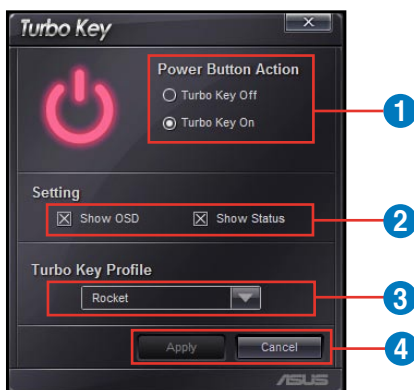 Turbo Key
Power Button Action
Turbo Key Off
Turbo Key On
1
Setting
Show OSD
Show Status
2
Turbo Key Profile
Rocket
3
Apply
Cancel
4
ASUS